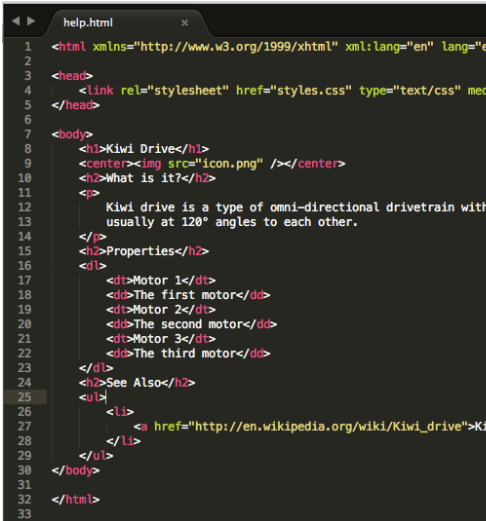 help.html ×
1 <html xmlns="http://www.w3.org/1999/xhtml" xml:lang="en" lang="e
2
3 <head>
4 <link rel="stylesheet" href="styles.css" type="text/css" med
5 </head>
6
7 <body>
8 <h1>Kiwi Drive</h1>
9 <center><img src="icon.png" /></center>
10 <h2>What is it?</h2>
11 <p>
12 Kiwi drive is a type of omni-directional drivetrain with
13 usually at 120° angles to each other.
14 </p>
15 <h2>Properties</h2>
16 <dl>
17 <dt>Motor 1</dt>
18 <dd>The first motor</dd>
19 <dt>Motor 2</dt>
20 <dd>The second motor</dd>
21 <dt>Motor 3</dt>
22 <dd>The third motor</dd>
23 </dl>
24 <h2>See Also</h2>
25 <ul>
26 <li>
27 <a href="http://en.wikipedia.org/wiki/Kiwi_drive">Ki
28 </li>
29 </ul>
30 </body>
31
32 </html>
33